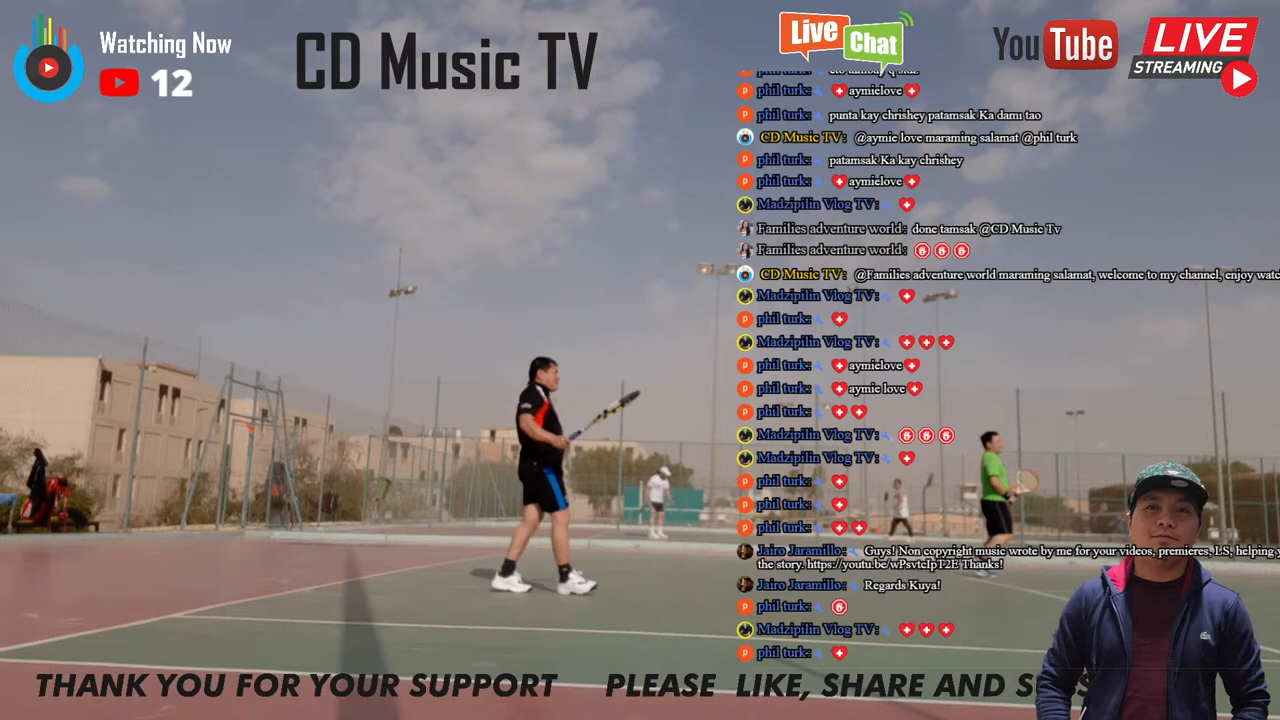 Watching Now
12
CD Music TV
Live
Chat
YouTube
LIVE
STREAMING
phil turk:
phil turk: aymielove
phil turk: punta kay chrishey patamsak Ka dami tao
CD Music TV: @aymie love maraming salamat @phil turk
phil turk: patamsak Ka kay chrishey
phil turk: aymielove
Madzipilin Vlog TV:
Families adventure world: done tamsak @CD Music Tv
Families adventure world:
CD Music TV: @Families adventure world maraming salamat, welcome to my channel, enjoy watc
Madzipilin Vlog TV:
phil turk:
Madzipilin Vlog TV:
phil turk: aymielove
phil turk: aymie love
phil turk:
Madzipilin Vlog TV:
Madzipilin Vlog TV:
phil turk:
phil turk:
phil turk:
Jairo Jaramillo: Guys! Non copyright music wrote by me for your videos, premieres, LS, helping y
the story. https://youtu.be/wPsvtcIpT2E Thanks!
Jairo Jaramillo: Regards Kuya!
phil turk:
Madzipilin Vlog TV:
phil turk:
THANK YOU FOR YOUR SUPPORT PLEASE LIKE, SHARE AND